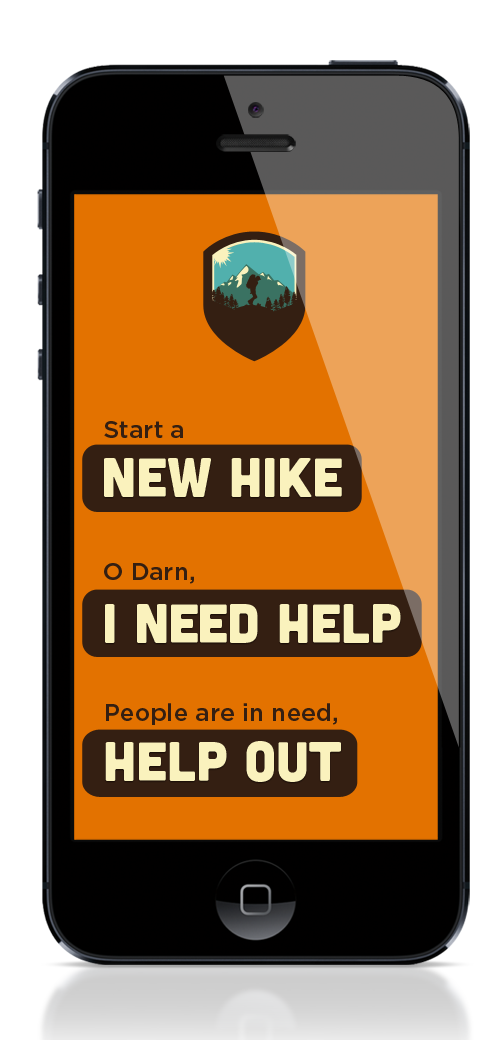 Start a
NEW HIKE
O Darn,
I NEED HELP
People are in need,
HELP OUT